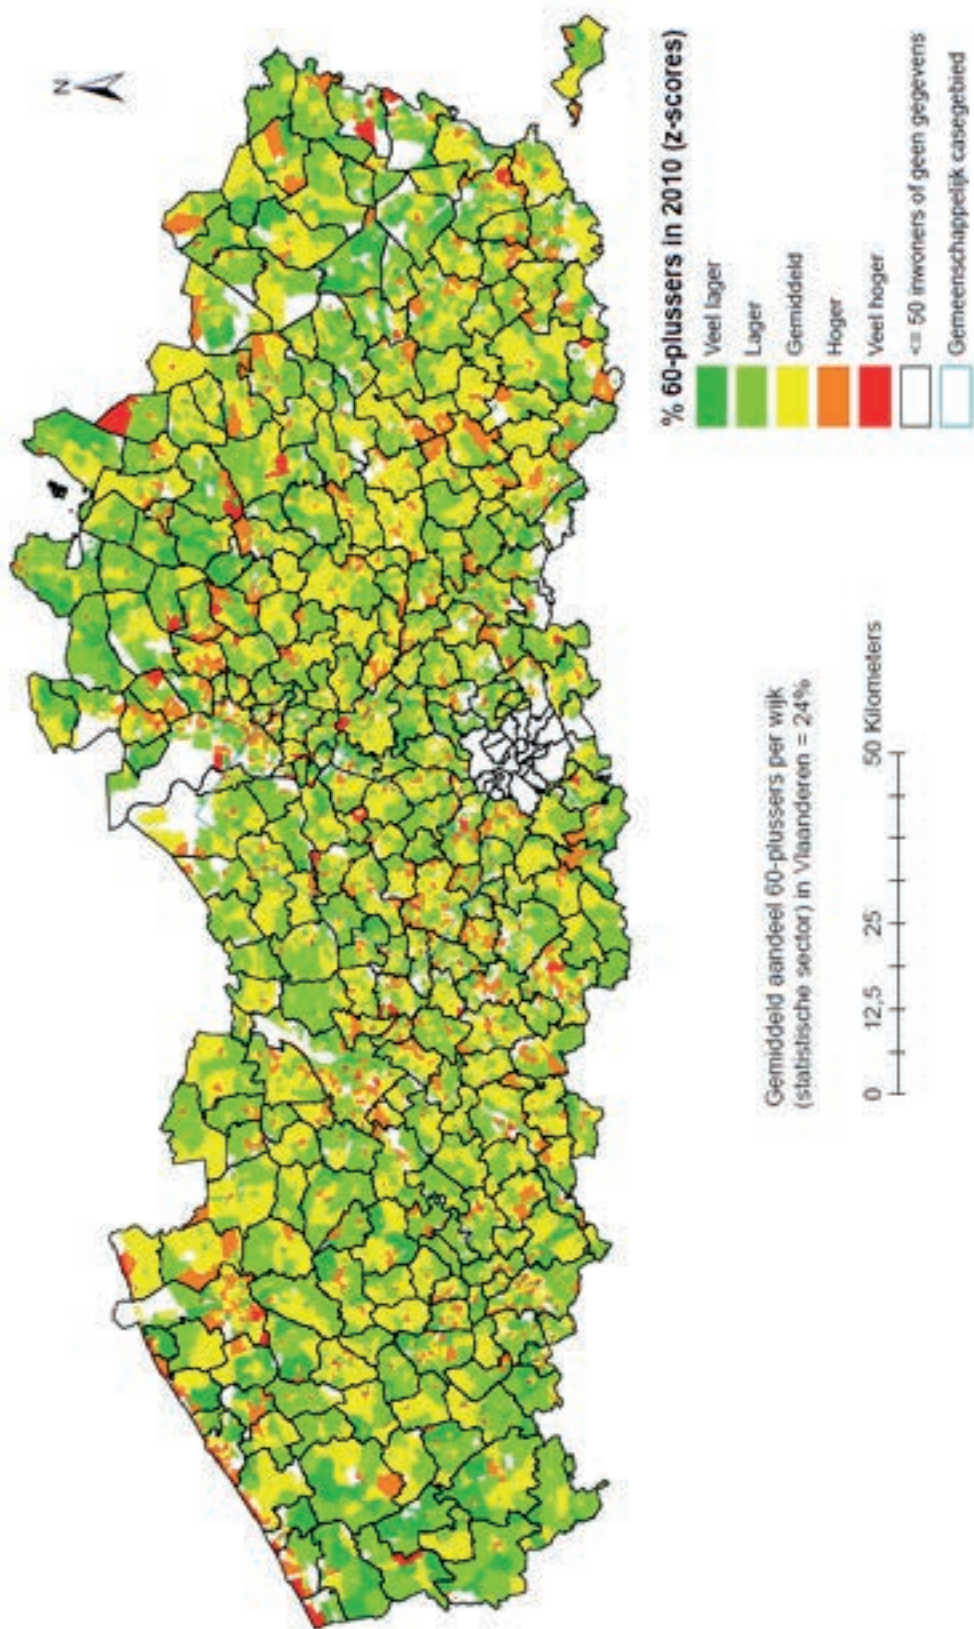 N
% 60-plussers in 2010 (z-scores)
Veel lager
Lager
Gemiddeld
Hoger
Veel hoger
<= 50 inwoners of geen gegevens
Gemeenschappelijk casegebied
Gemiddeld aandeel 60-plussers per wijk
(statistische sector) in Vlaanderen = 24%
0 12,5 25 50 Kilometers